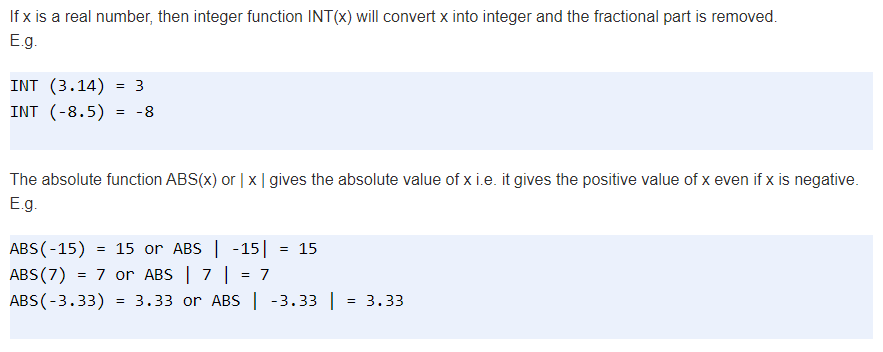 If x is a real number, then integer function INT(x) will convert x into integer and the fractional part is removed.
E.g.
INT (3.14) = 3
INT (-8.5) = -8
The absolute function ABS(x) or | x | gives the absolute value of x i.e. it gives the positive value of x even if x is negative.
E.g.
ABS(-15) = 15 or ABS | -15| = 15
ABS(7) = 7 or ABS | 7 | = 7
ABS(-3.33) = 3.33 or ABS | -3.33 | = 3.33